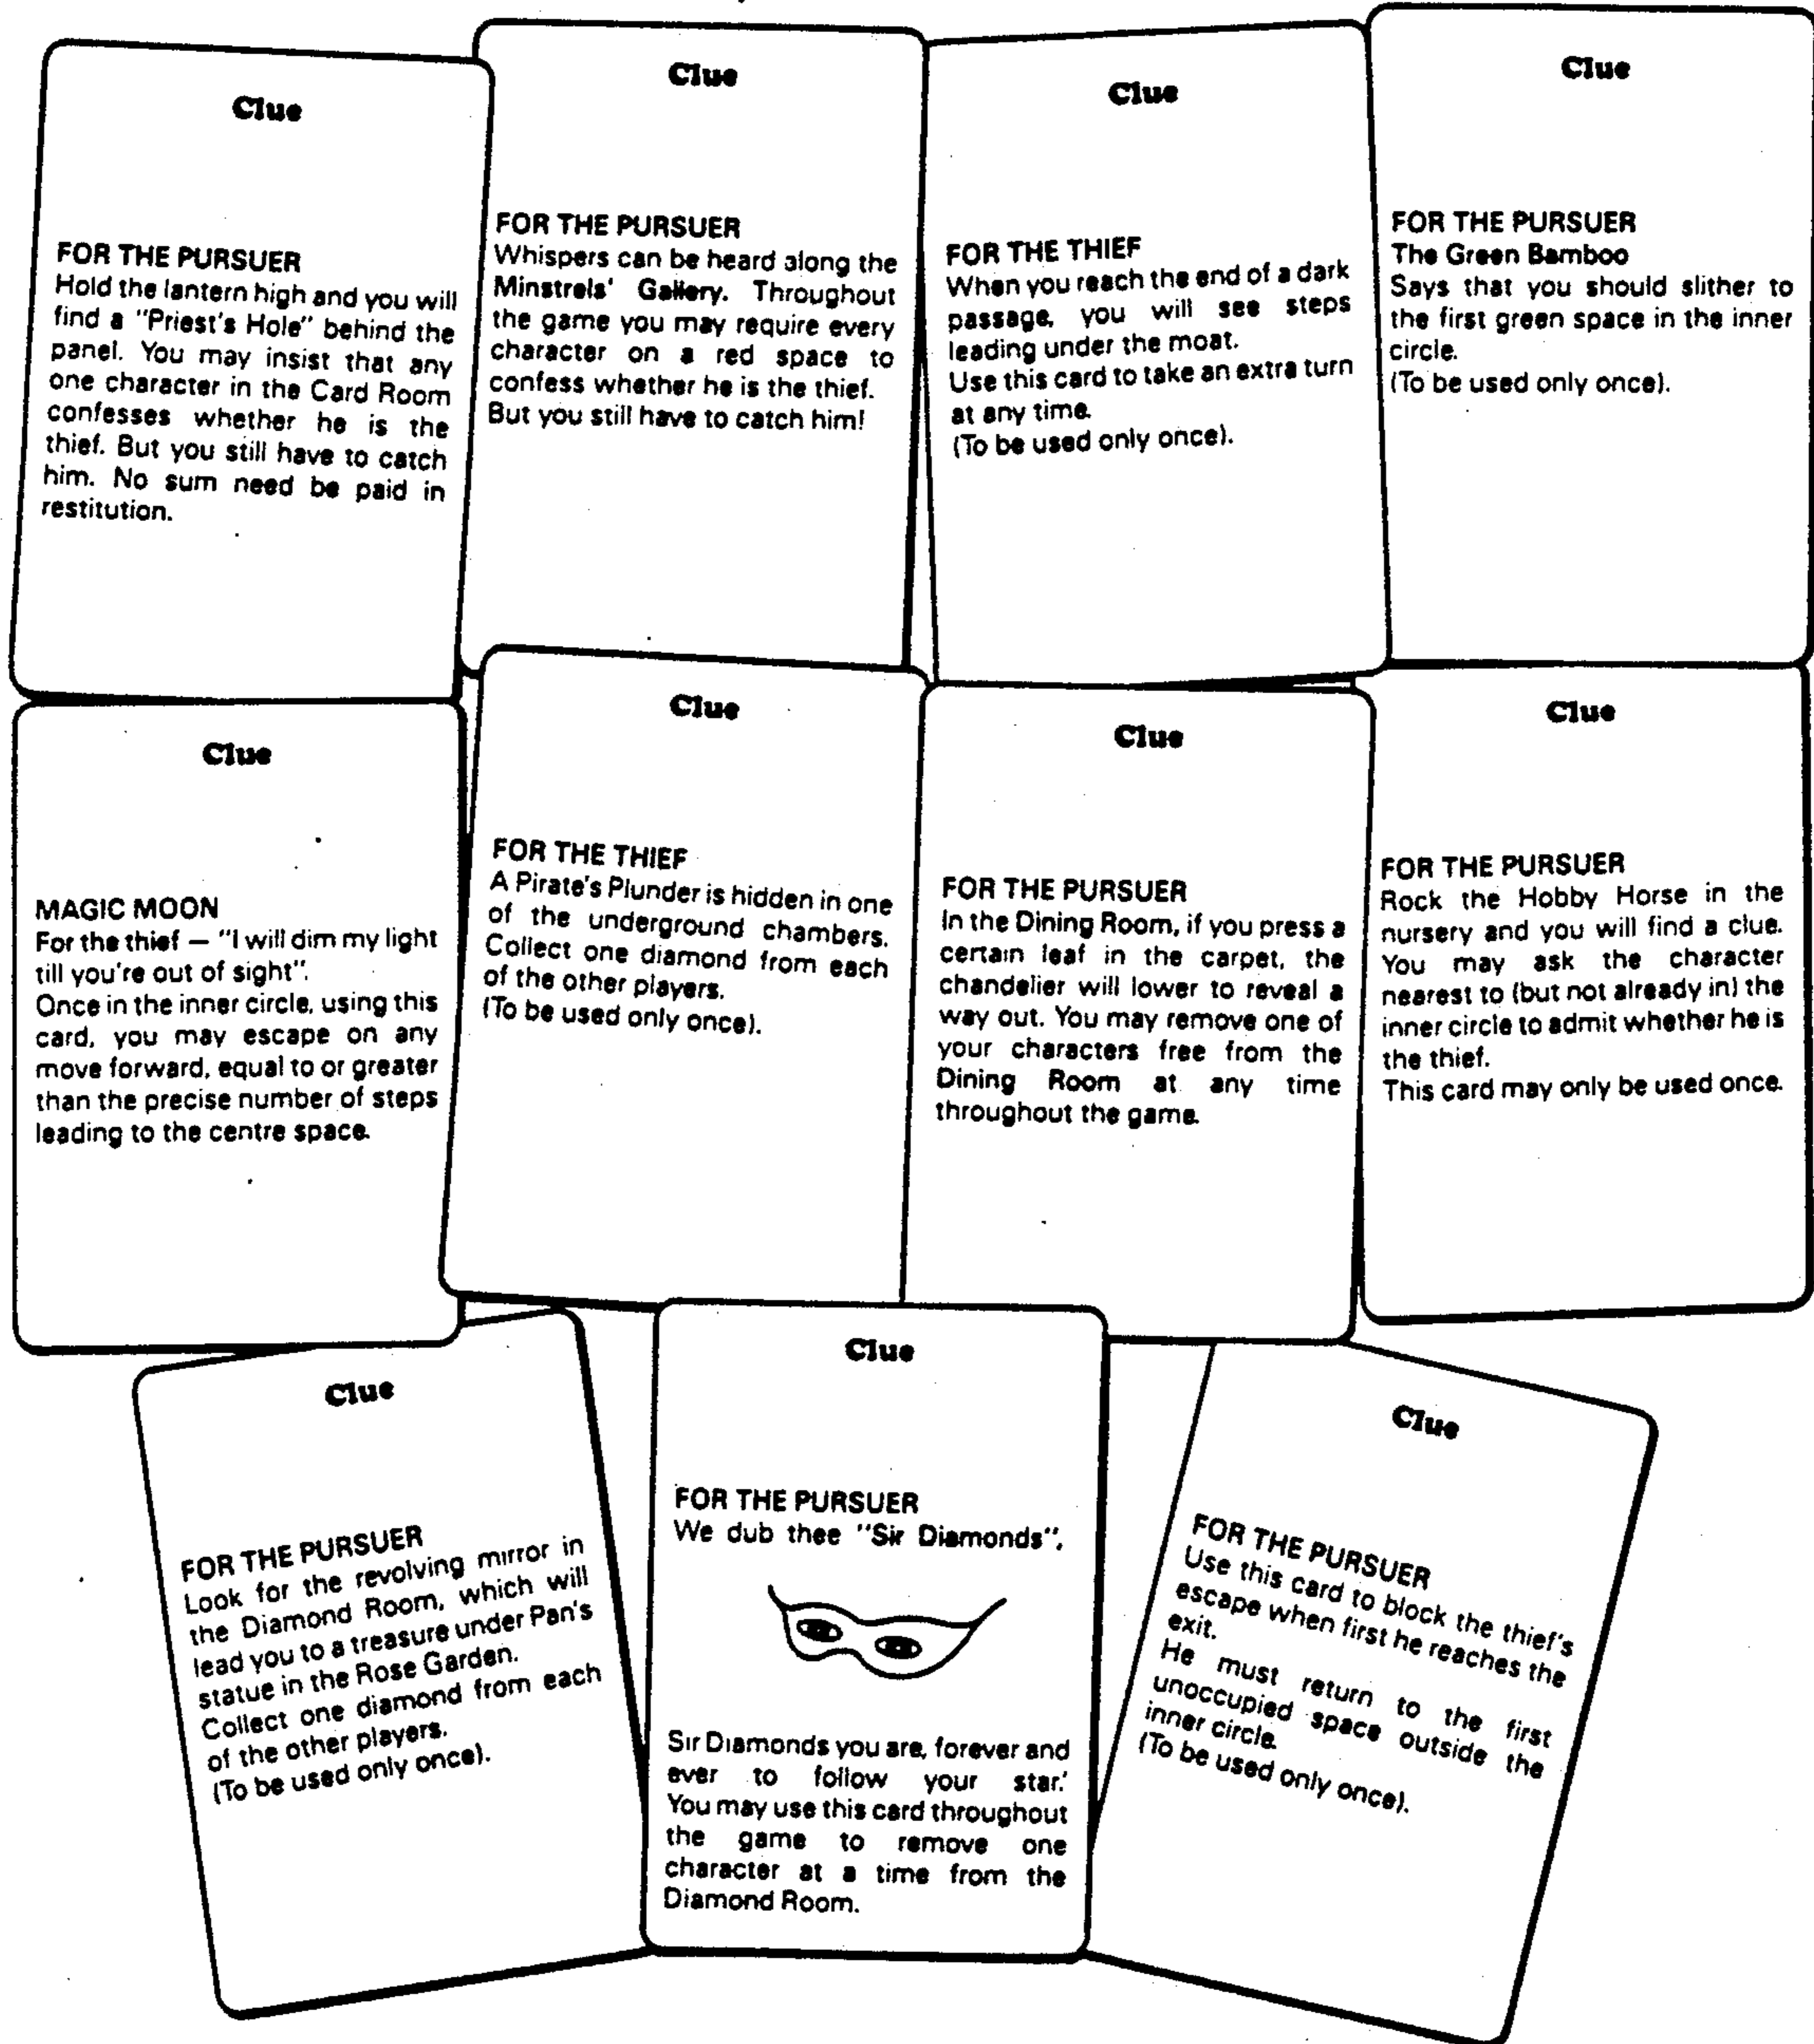 Clue
FOR THE PURSUER
Hold the lantern high and you will
find a "Priest's Hole" behind the
panel. You may insist that any
one character in the Card Room
confesses whether he is the
thief. But you still have to catch
him. No sum need be paid in
restitution.
Clue
FOR THE PURSUER
Whispers can be heard along the
Minstrels' Gallery. Throughout
the game you may require every
character on a red space to
confess whether he is the thief.
But you still have to catch him!
Clue
FOR THE THIEF
When you reach the end of a dark
passage, you will see steps
leading under the moat.
Use this card to take an extra turn
at any time.
(To be used only once).
Clue
FOR THE PURSUER
The Green Bamboo
Says that you should slither to
the first green space in the inner
circle.
(To be used only once).
Clue
MAGIC MOON
For the thief — "I will dim my light
till you're out of sight".
Once in the inner circle, using this
card, you may escape on any
move forward, equal to or greater
than the precise number of steps
leading to the centre space.
Clue
FOR THE THIEF
A Pirate's Plunder is hidden in one
of the underground chambers.
Collect one diamond from each
of the other players.
(To be used only once).
Clue
FOR THE PURSUER
In the Dining Room, if you press a
certain leaf in the carpet, the
chandelier will lower to reveal a
way out. You may remove one of
your characters free from the
Dining Room at any time
throughout the game.
Clue
FOR THE PURSUER
Rock the Hobby Horse in the
nursery and you will find a clue.
You may ask the character
nearest to (but not already in) the
inner circle to admit whether he is
the thief.
This card may only be used once.
Clue
FOR THE PURSUER
Look for the revolving mirror in
the Diamond Room, which will
lead you to a treasure under Pan's
statue in the Rose Garden.
Collect one diamond from each
of the other players.
(To be used only once).
Clue
FOR THE PURSUER
We dub thee "Sir Diamonds",
Sir Diamonds you are, forever and
ever to follow your star.'
You may use this card throughout
the game to remove one
character at a time from the
Diamond Room.
Clue
FOR THE PURSUER
Use this card to block the thief's
escape when first he reaches the
exit.
He must return to the first
unoccupied space outside the
inner circle.
(To be used only once).